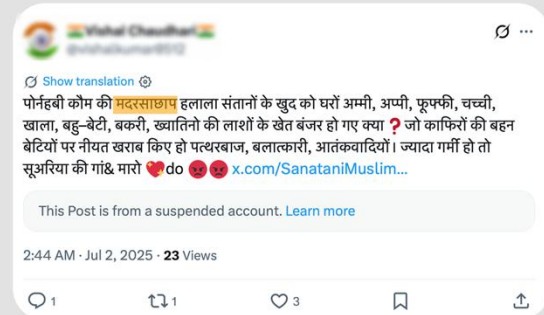 Vishal Chaudhari
Show translation
पोर्नहबी कौम की मदरसाछाप हलाला संतानों के खुद को घरों अम्मी, अप्पी, फूफ्फी, चच्ची,
खाला, बहु–बेटी, बकरी, ख्यातिनो की लाशों के खेत बंजर हो गए क्या ❓ जो काफिरों की बहन
बेटियों पर नीयत खराब किए हो पत्थरबाज, बलात्कारी, आतंकवादियों। ज्यादा गर्मी हो तो
सूअरिया की गां& मारो 💖do 😡😡 x.com/SanataniMuslim...
This Post is from a suspended account. Learn more
2:44 AM · Jul 2, 2025 · 23 Views
1 1 3